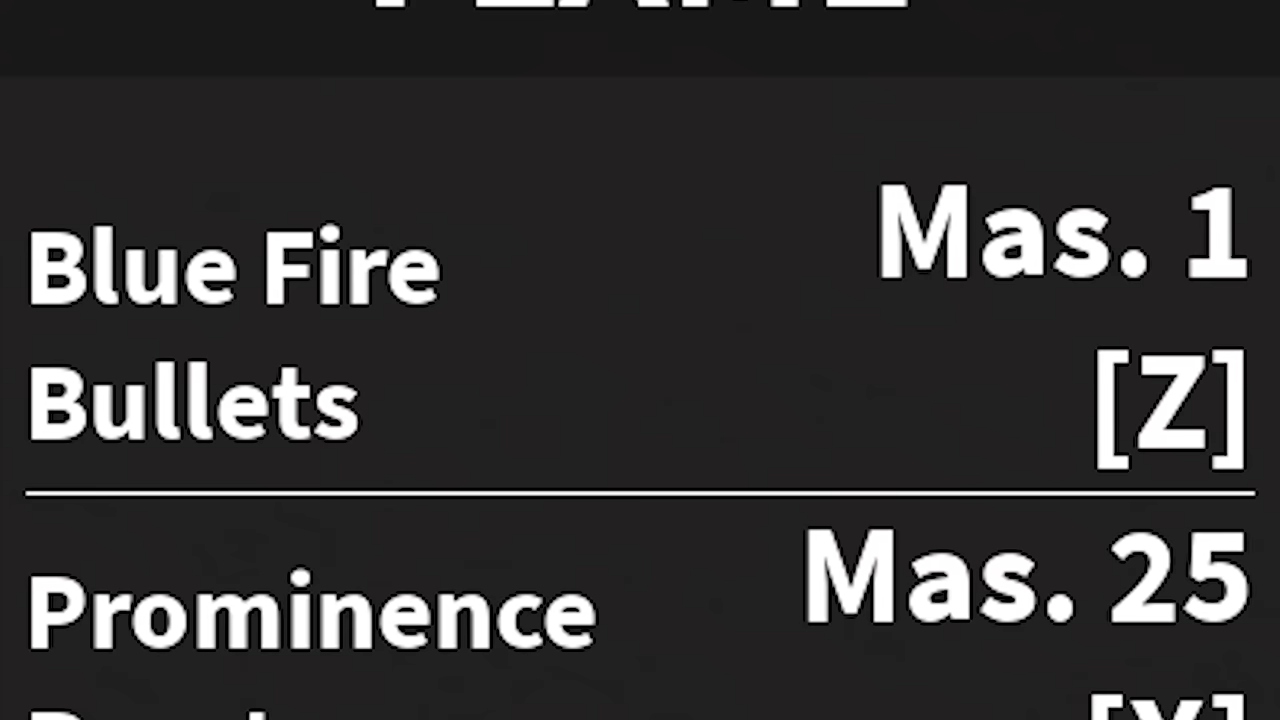 Mas. 1
Blue Fire
Bullets
[Z]
Mas. 25
Prominence